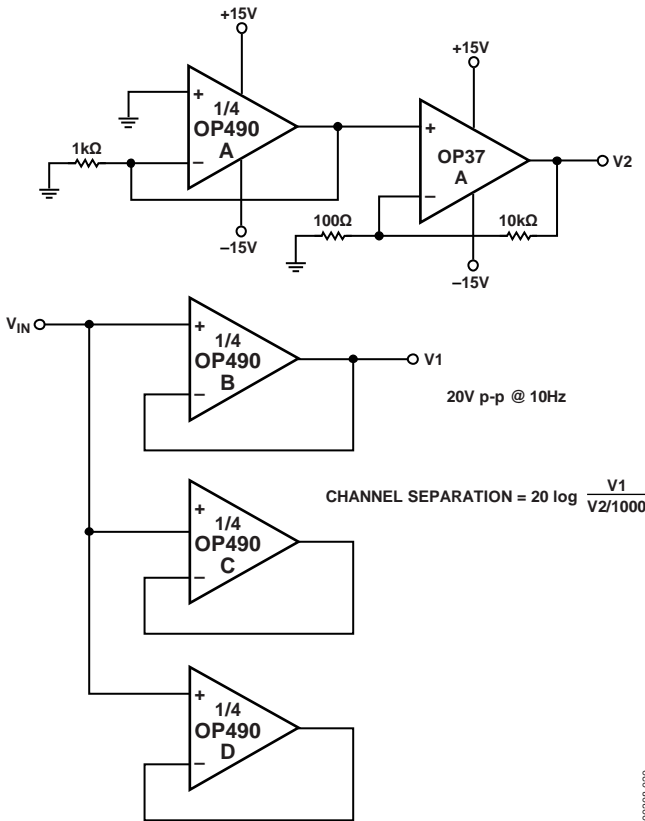 +15V
+
1/4
OP490
A
–
1kΩ
–15V
+15V
+
OP37
A
–
V2
100Ω
10kΩ
–15V
VIN
+
1/4
OP490
B
–
V1
20V p-p @ 10Hz
+
1/4
OP490
C
–
CHANNEL SEPARATION = 20 log V1
V2/1000
+
1/4
OP490
D
–